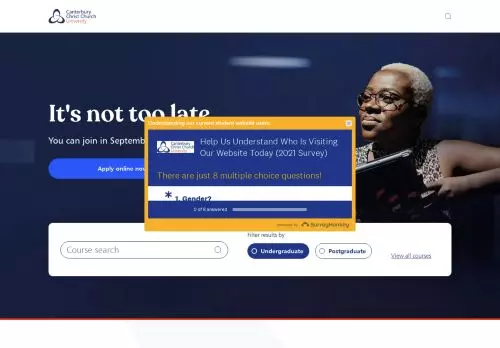 Canterbury
Christ Church
University
It's not too late
You can join in Septemb
Apply online no
Understanding our current student website users.
Canterbury
Christ Church
University
Help Us Understand Who Is Visiting
Our Website Today (2021 Survey)
There are just 8 multiple choice questions!
* 1. Gender?
0 of 8 answered
powered by SurveyMonkey
Course search
Filter results by
Undergraduate
Postgraduate
View all courses